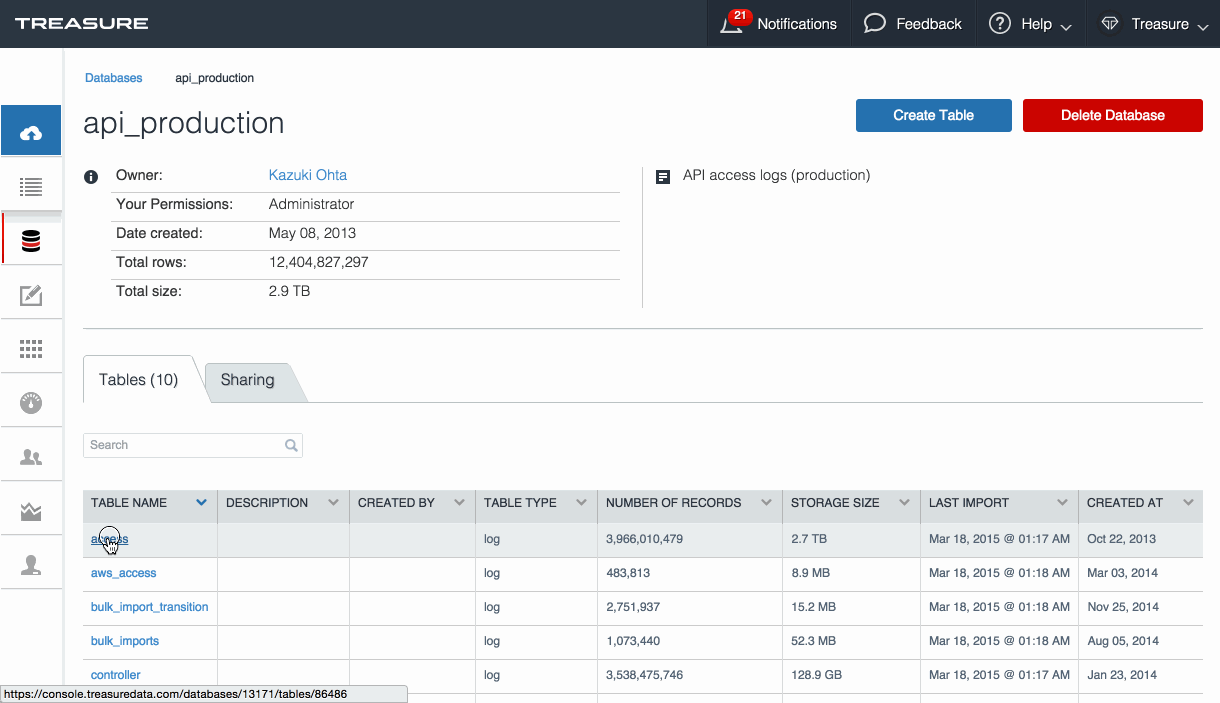 TREASURE
21 Notifications Feedback Help Treasure
Databases api_production
api_production
Create Table Delete Database
Owner: Kazuki Ohta
Your Permissions: Administrator
Date created: May 08, 2013
Total rows: 12,404,827,297
Total size: 2.9 TB
API access logs (production)
Tables (10) Sharing
Search
TABLE NAME DESCRIPTION CREATED BY TABLE TYPE NUMBER OF RECORDS STORAGE SIZE LAST IMPORT CREATED AT
access log 3,966,010,479 2.7 TB Mar 18, 2015 @ 01:17 AM Oct 22, 2013
aws_access log 483,813 8.9 MB Mar 18, 2015 @ 01:18 AM Mar 03, 2014
bulk_import_transition log 2,751,937 15.2 MB Mar 18, 2015 @ 01:18 AM Nov 25, 2014
bulk_imports log 1,073,440 52.3 MB Mar 18, 2015 @ 01:18 AM Aug 05, 2014
controller log 3,538,475,746 128.9 GB Mar 18, 2015 @ 01:17 AM Jan 23, 2014
https://console.treasuredata.com/databases/13171/tables/86486